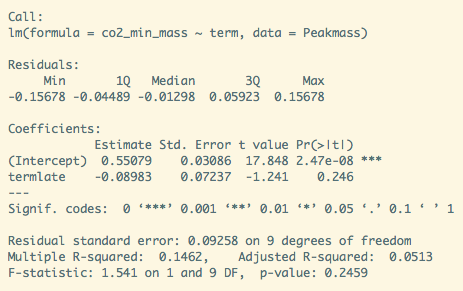 Call:
lm(formula = co2_min_mass ~ term, data = Peakmass)
Residuals:
Min 1Q Median 3Q Max
-0.15678 -0.04489 -0.01298 0.05923 0.15678
Coefficients:
Estimate Std. Error t value Pr(>|t|)
(Intercept) 0.55079 0.03086 17.848 2.47e-08 ***
termlate -0.08983 0.07237 -1.241 0.246
---
Signif. codes: 0 ‘***’ 0.001 ‘**’ 0.01 ‘*’ 0.05 ‘.’ 0.1 ‘ ’ 1
Residual standard error: 0.09258 on 9 degrees of freedom
Multiple R-squared: 0.1462, Adjusted R-squared: 0.0513
F-statistic: 1.541 on 1 and 9 DF, p-value: 0.2459